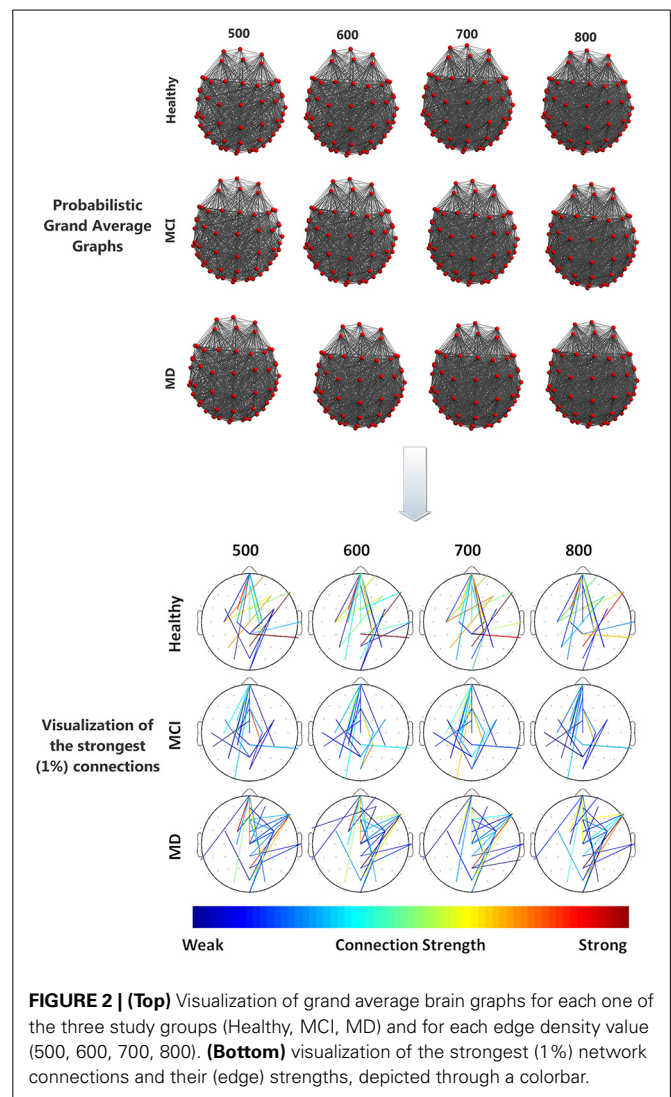 500 600 700 800
Healthy
Probabilistic
Grand Average
Graphs
MCI
MD
500 600 700 800
Healthy
Visualization of
the strongest
(1%) connections
MCI
MD
Weak Connection Strength Strong
FIGURE 2 | (Top) Visualization of grand average brain graphs for each one of
the three study groups (Healthy, MCI, MD) and for each edge density value
(500, 600, 700, 800). (Bottom) visualization of the strongest (1%) network
connections and their (edge) strengths, depicted through a colorbar.